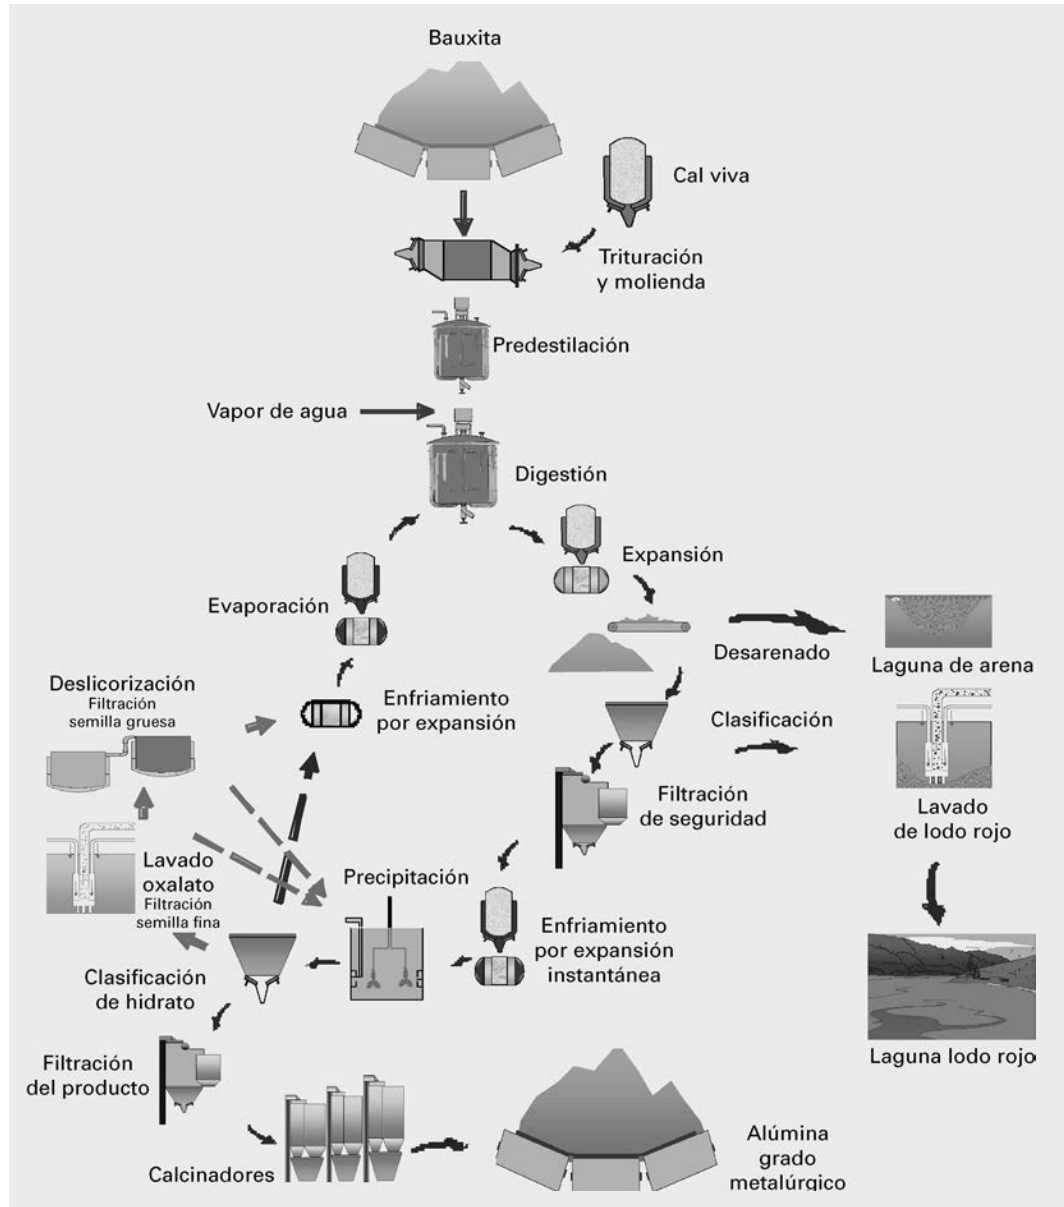 Bauxita
Cal viva
Trituración
y molienda
Predestilación
Vapor de agua
Digestión
Expansión
Evaporación
Desarenado
Laguna de arena
Deslicorización
Filtración
semilla gruesa
Enfriamiento
por expansión
Clasificación
Filtración
de seguridad
Lavado
de lodo rojo
Lavado
oxalato
Filtración
semilla fina
Precipitación
Enfriamiento
por expansión
instantánea
Clasificación
de hidrato
Laguna lodo rojo
Filtración
del producto
Calcinadores
Alúmina
grado
metalúrgico